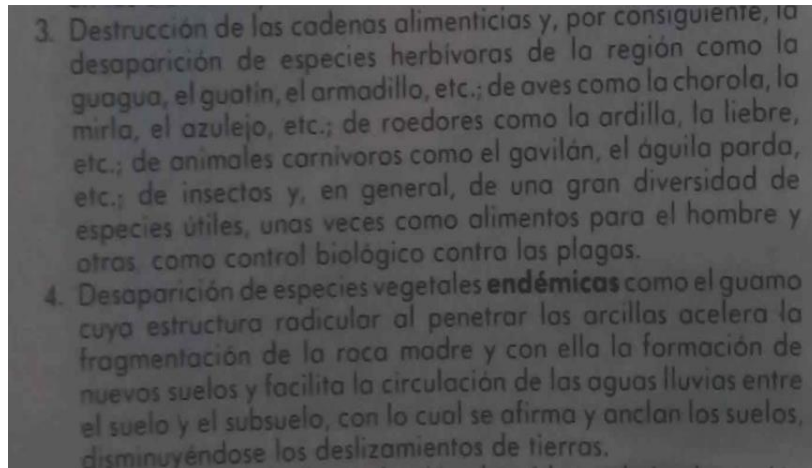 3. Destrucción de las cadenas alimenticias y, por consiguiente, la
desaparición de especies herbívoras de la región como la
guagua, el guatín, el armadillo, etc.; de aves como la chorola, la
mirla, el azulejo, etc.; de roedores como la ardilla, la liebre,
etc.; de animales carnívoros como el gavilán, el águila parda,
etc.; de insectos y, en general, de una gran diversidad de
especies útiles, unas veces como alimentos para el hombre y
otras como control biológico contra las plagas.
4. Desaparición de especies vegetales endémicas como el guamo
cuya estructura radicular al penetrar las arcillas acelera la
fragmentación de la roca madre y con ella la formación de
nuevos suelos y facilita la circulación de las aguas lluvias entre
el suelo y el subsuelo, con lo cual se afirma y anclan los suelos,
disminuyéndose los deslizamientos de tierras.